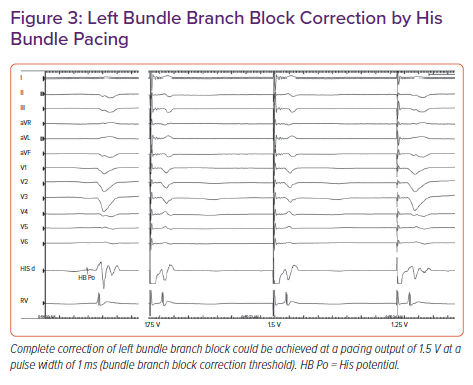 Figure 3: Left Bundle Branch Block Correction by His
Bundle Pacing
I
II
III
aVR
aVL
aVF
V1
V2
V3
V4
V5
V6
HIS d
HB Po
RV
175 V
1.5 V
1.25 V
Complete correction of left bundle branch block could be achieved at a pacing output of 1.5 V at a
pulse width of 1 ms (bundle branch block correction threshold). HB Po = His potential.